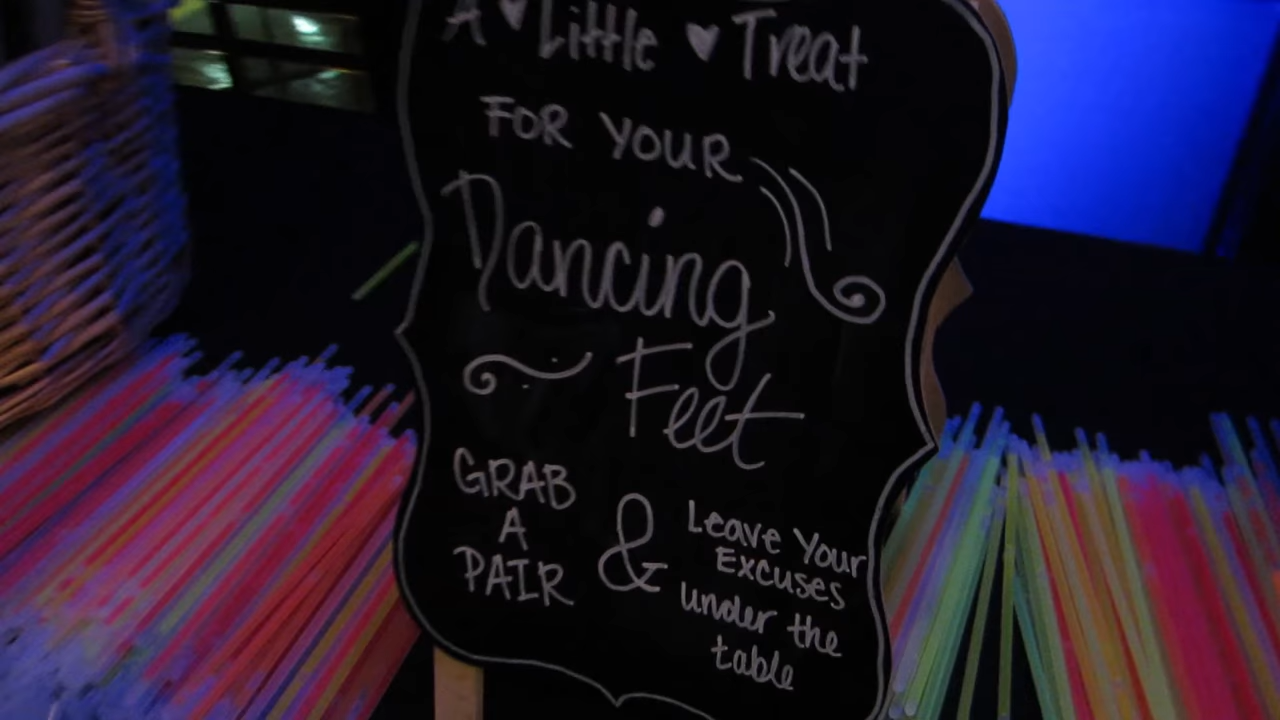 A ♥ Little ♥ Treat
FOR YOUR
Dancing
Feet
GRAB
A
PAIR
&
Leave Your
Excuses
under the
table